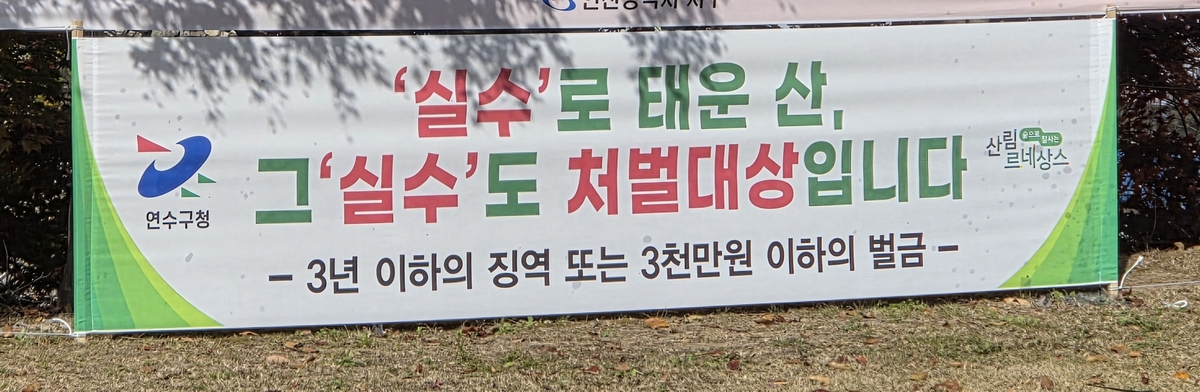 '실수'로 태운 산,
그'실수'도 처벌대상입니다
- 3년 이하의 징역 또는 3천만원 이하의 벌금 -
연수구청
숲으로 잘사는
산림
르네상스